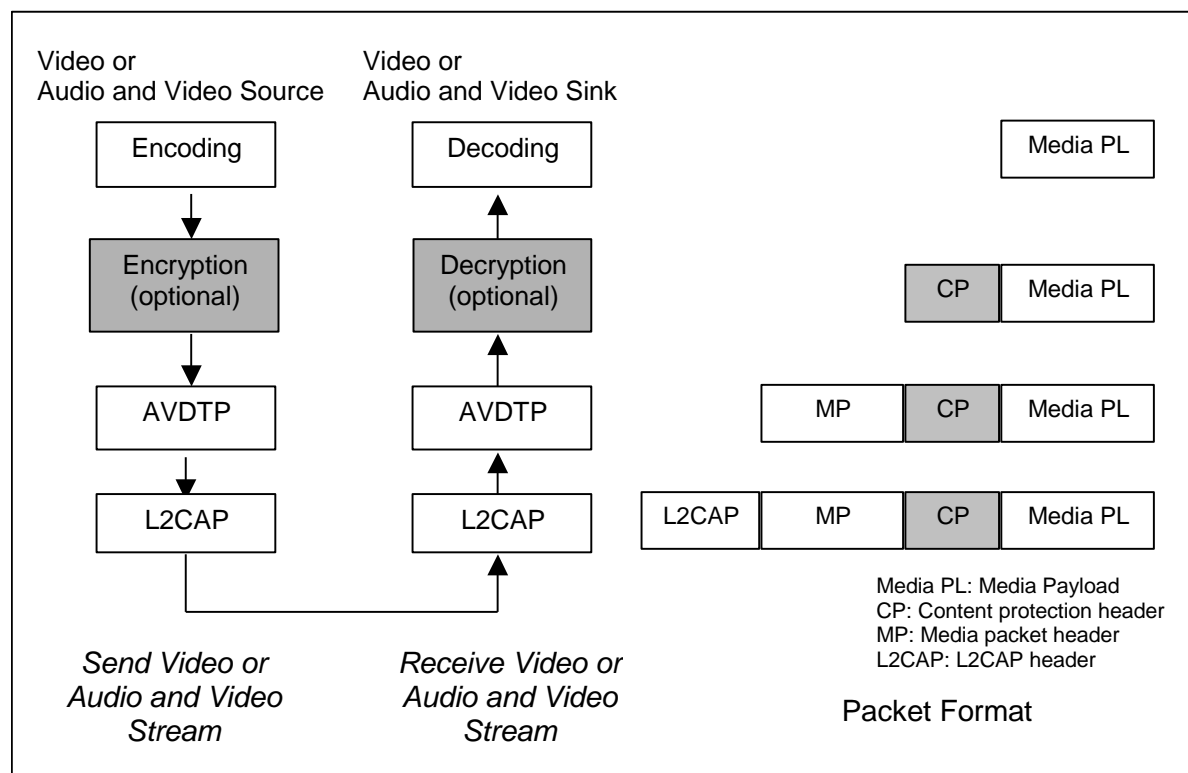 Video or
Audio and Video Source
Video or
Audio and Video Sink
Encoding
Decoding
Media PL
Encryption
(optional)
Decryption
(optional)
CP
Media PL
AVDTP
AVDTP
MP
CP
Media PL
L2CAP
L2CAP
L2CAP
MP
CP
Media PL
Media PL: Media Payload
CP: Content protection header
MP: Media packet header
L2CAP: L2CAP header
Send Video or
Audio and Video
Stream
Receive Video or
Audio and Video
Stream
Packet Format